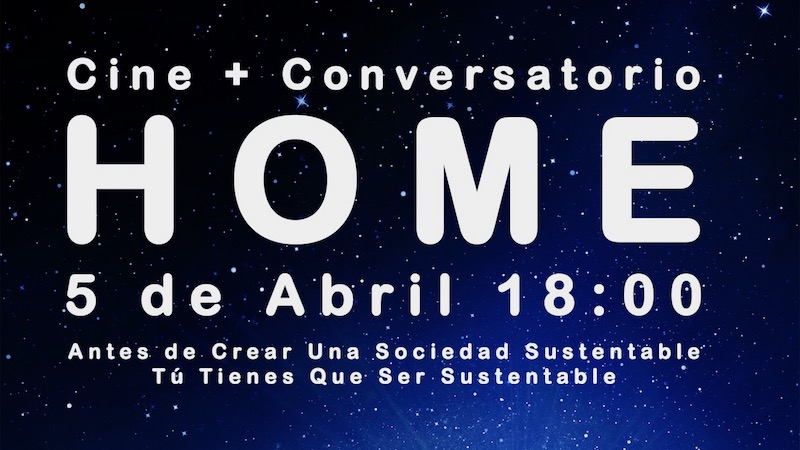 Cine + Conversatorio
HOME
5 de Abril 18:00
Antes de Crear Una Sociedad Sustentable
Tú Tienes Que Ser Sustentable